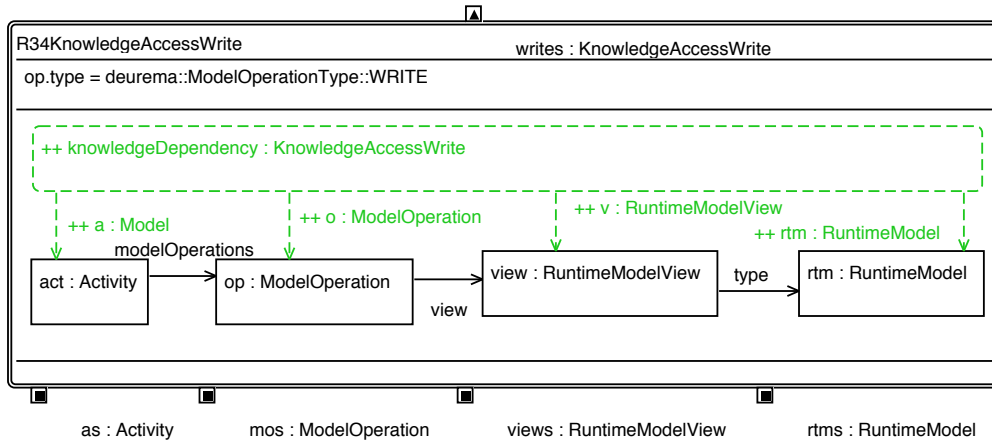 R34KnowledgeAccessWrite
writes : KnowledgeAccessWrite
op.type = deurema::ModelOperationType::WRITE
++ knowledgeDependency : KnowledgeAccessWrite
++ a : Model
++ o : ModelOperation
++ v : RuntimeModelView
++ rtm : RuntimeModel
modelOperations
act : Activity
op : ModelOperation
view : RuntimeModelView
rtm : RuntimeModel
view
type
as : Activity
mos : ModelOperation
views : RuntimeModelView
rtms : RuntimeModel